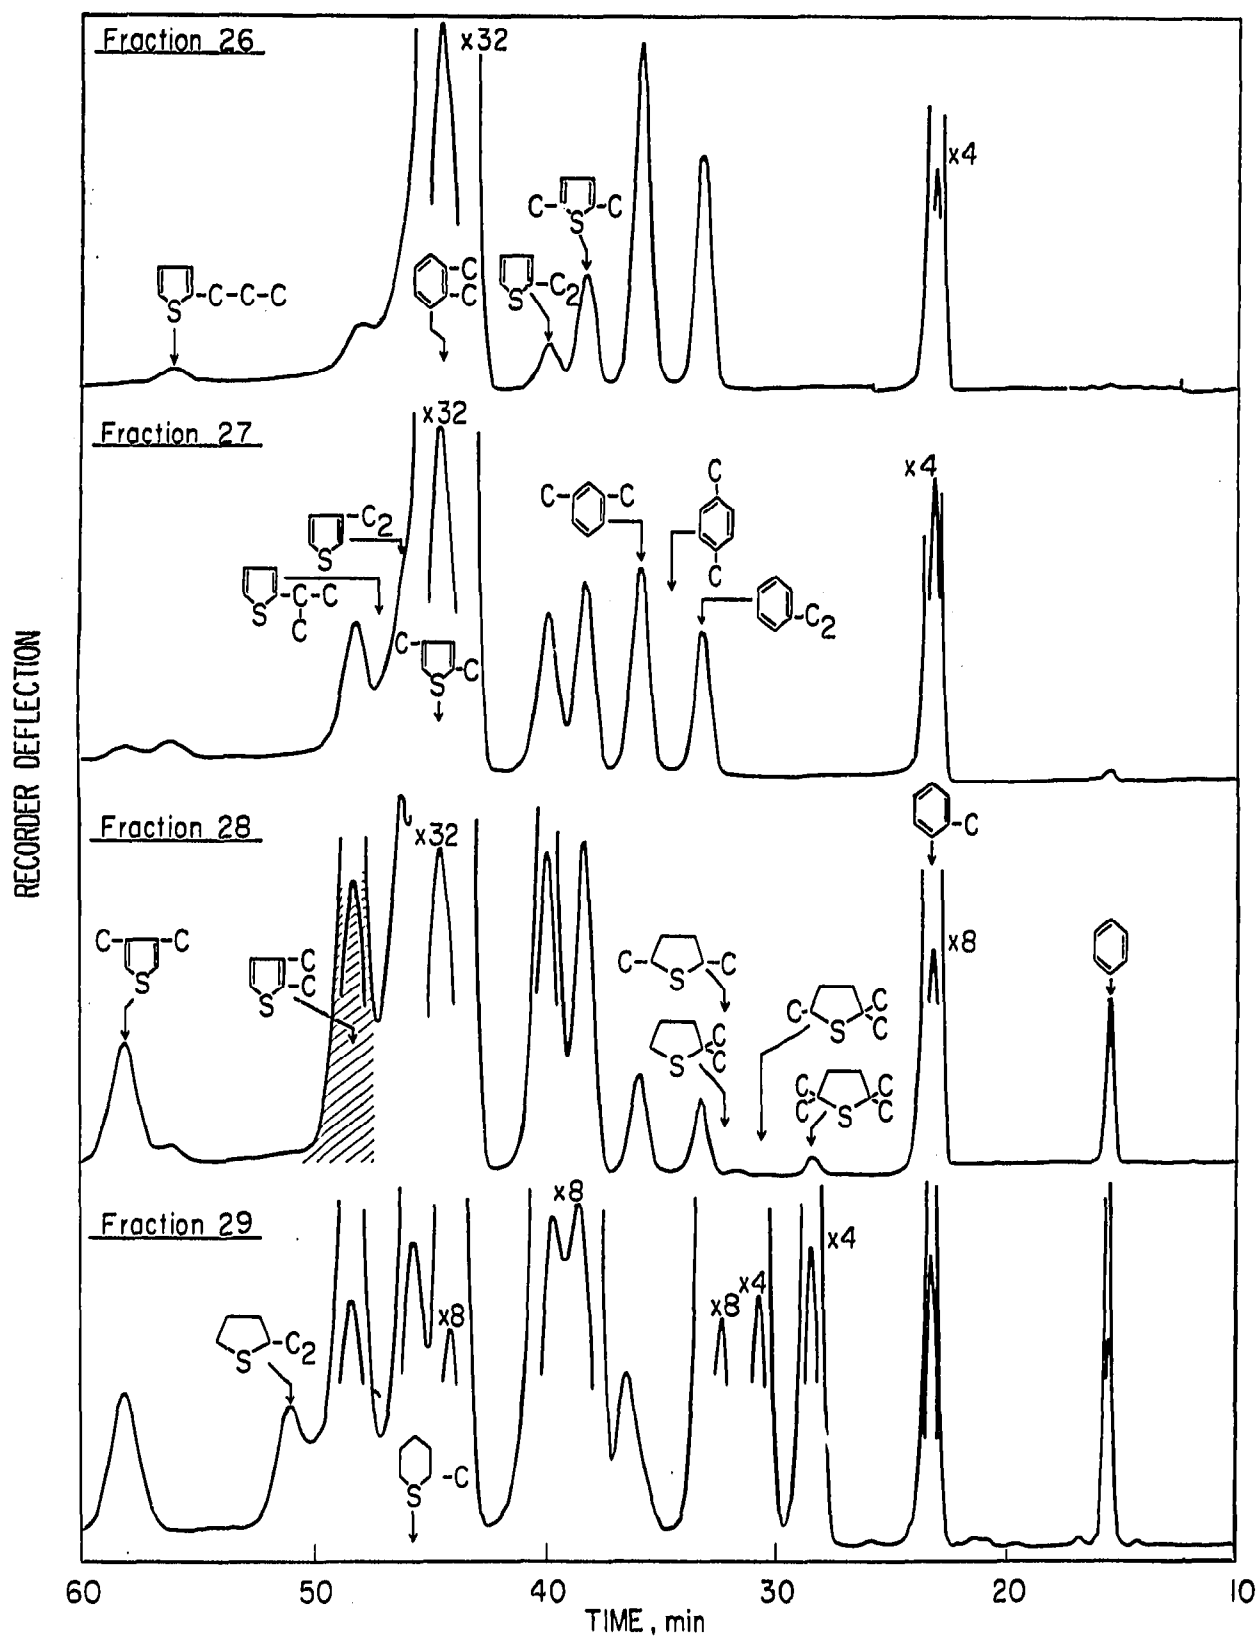 Fraction 26
x32
x4
C- S -C
S -C2
-C
-C
S -C-C-C
Fraction 27
x32
x4
C
C- -C
-C2
S
S -C-C
C
C
-C2
C-
S -C
Fraction 28
x32
-C
C- -C
S
-C
-C
S
x8
C- S -C
C
C
S
C- S C
C
C
C S C
C
Fraction 29
x8
x4
x4
x8
x8
S -C2
-C
S
RECORDER DEFLECTION
60 50 40 30 20 10
TIME, min